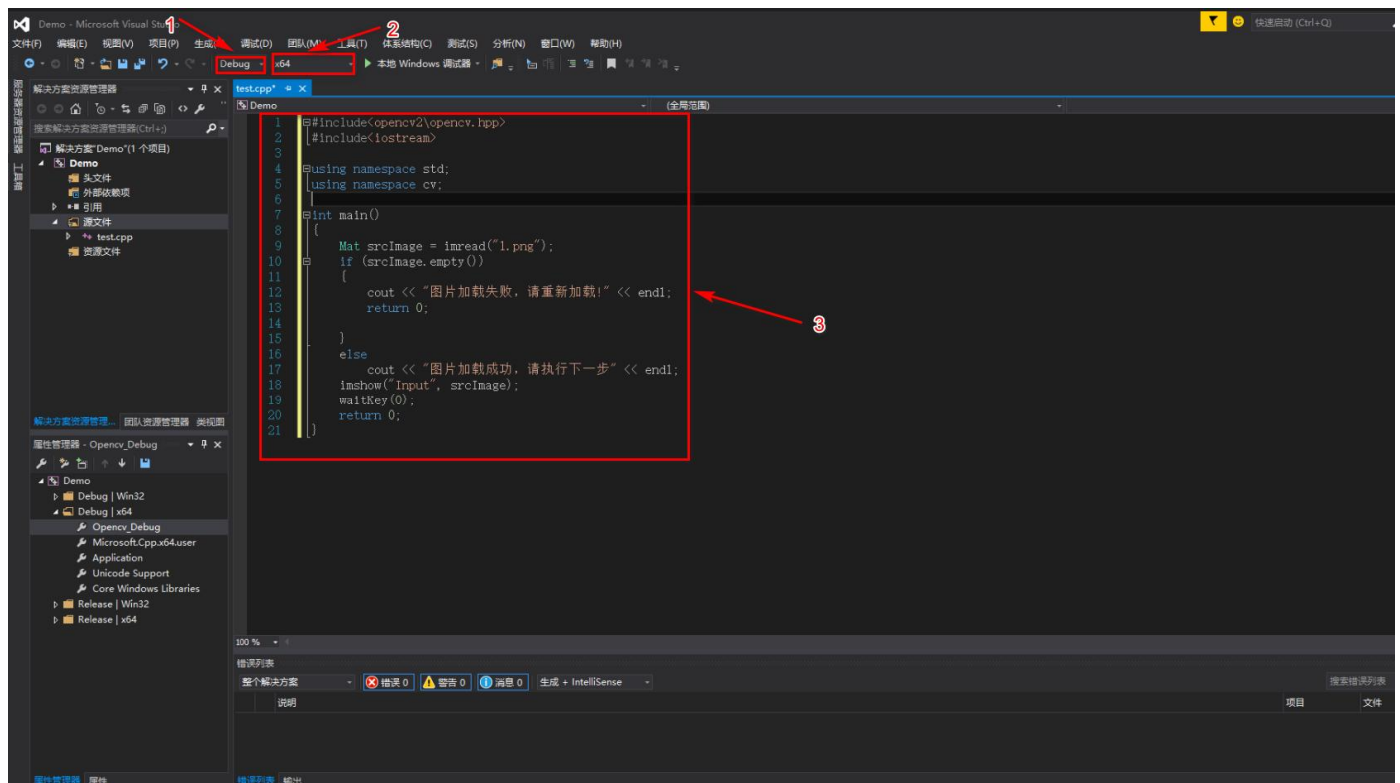 Demo - Microsoft Visual Studio
快速启动 (Ctrl+Q)
1
2
文件(F) 编辑(E) 视图(V) 项目(P) 生成( 调试(D) 团队(M) 工具(T) 体系结构(C) 测试(S) 分析(N) 窗口(W) 帮助(H)
Debug x64 本地 Windows 调试器
服务器资源管理器
工具箱
解决方案资源管理器
搜索解决方案资源管理器(Ctrl+;)
解决方案"Demo"(1 个项目)
Demo
头文件
外部依赖项
引用
源文件
test.cpp
资源文件
解决方案资源管理... 团队资源管理器 类视图
属性管理器 - Opencv_Debug
Demo
Debug | Win32
Debug | x64
Opencv_Debug
Microsoft.Cpp.x64.user
Application
Unicode Support
Core Windows Libraries
Release | Win32
Release | x64
属性管理器 属性
test.cpp*
Demo (全局范围)
1 #include<opencv2\opencv.hpp>
2 #include<iostream>
3
4 using namespace std;
5 using namespace cv;
6
7 int main()
8 {
9 Mat srcImage = imread("1.png");
10 if (srcImage.empty())
11 {
12 cout << "图片加载失败，请重新加载!" << endl;
13 return 0;
14
15 }
16 else
17 cout << "图片加载成功，请执行下一步" << endl;
18 imshow("Input", srcImage);
19 waitKey(0);
20 return 0;
21 }
3
100 %
错误列表
整个解决方案 错误 0 警告 0 消息 0 生成 + IntelliSense 搜索错误列表
说明 项目 文件
错误列表 输出